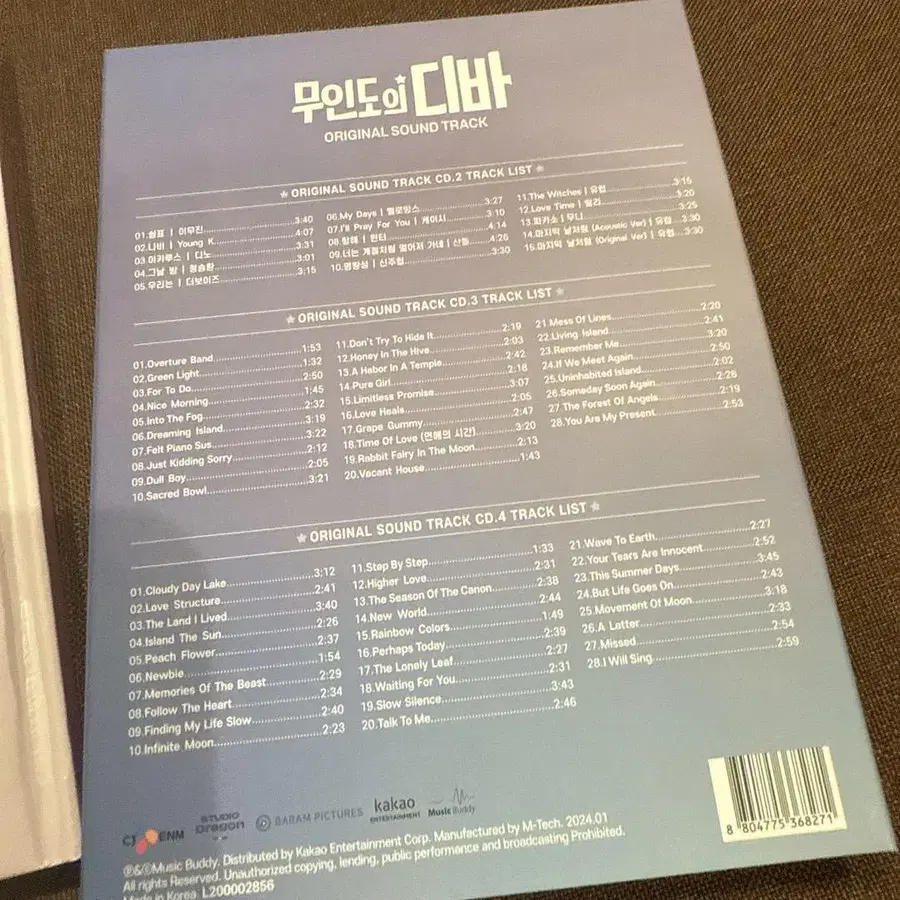 무인도의 디바
ORIGINAL SOUND TRACK
★ ORIGINAL SOUND TRACK CD.2 TRACK LIST ★
01.쉼표 | 이무진 3:40
02.나비 | Young K 4:07
03.이카루스 | 디노 3:31
04.그날 밤 | 정승환 3:01
05.우리는 | 더보이즈 3:15
06.My Days | 멜로망스 3:27
07.I'll Pray For You | 케이시 3:10
08.항해 | 윈터 4:14
09.너는 계절처럼 멀어져 가네 | 산들 4:26
10.명왕성 | 신주협 3:30
11.The Witches | 유럽 3:15
12.Love Time | 릴리 3:20
13.피카소 | 무니 3:25
14.마지막 날처럼 (Acoustic Ver) | 유럽 3:30
15.마지막 날처럼 (Original Ver) | 유럽 3:30
★ ORIGINAL SOUND TRACK CD.3 TRACK LIST ★
01.Overture Band 1:53
02.Green Light 1:32
03.For To Do 2:50
04.Nice Morning 1:45
05.Into The Fog 2:32
06.Dreaming Island 3:19
07.Felt Piano Sus 3:22
08.Just Kidding Sorry 2:12
09.Dull Boy 2:05
10.Sacred Bowl 3:21
11.Don't Try To Hide It 2:19
12.Honey In The Hive 2:03
13.A Habor In A Temple 2:42
14.Pure Girl 2:18
15.Limitless Promise 3:07
16.Love Heals 2:05
17.Grape Gummy 2:47
18.Time Of Love (연애의 시간) 3:20
19.Rabbit Fairy In The Moon 2:13
20.Vacant House 1:43
21.Mess Of Lines 2:20
22.Living Island 2:41
23.Remember Me 3:20
24.If We Meet Again 2:50
25.Uninhabited Island 2:02
26.Someday Soon Again 2:28
27 The Forest Of Angels 2:19
28.You Are My Present 2:53
★ ORIGINAL SOUND TRACK CD.4 TRACK LIST ★
01.Cloudy Day Lake 3:12
02.Love Structure 2:41
03.The Land I Lived 3:40
04.Island The Sun 2:26
05.Peach Flower 2:37
06.Newbie 1:54
07.Memories Of The Beast 2:29
08.Follow The Heart 2:34
09.Finding My Life Slow 2:40
10.Infinite Moon 2:23
11.Step By Step 1:33
12.Higher Love 2:31
13.The Season Of The Canon 2:38
14.New World 2:44
15.Rainbow Colors 1:49
16.Perhaps Today 2:39
17.The Lonely Leaf 2:27
18.Waiting For You 2:31
19.Slow Silence 3:43
20.Talk To Me 2:46
21.Wave To Earth 2:27
22.Your Tears Are Innocent 2:52
23.This Summer Days 3:45
24.But Life Goes On 2:43
25.Movement Of Moon 3:18
26.A Letter 2:33
27.Missed 2:54
28.I Will Sing 2:59
CJ ENM
STUDIO Dragon
BARAM PICTURES
kakao ENTERTAINMENT
Music Buddy
8 804775 368271
Ⓟ&ⒸMusic Buddy. Distributed by Kakao Entertainment Corp. Manufactured by M-Tech. 2024.01
All rights Reserved. Unauthorized copying, lending, public performance and broadcasting Prohibited.
Made in Korea. L200002856